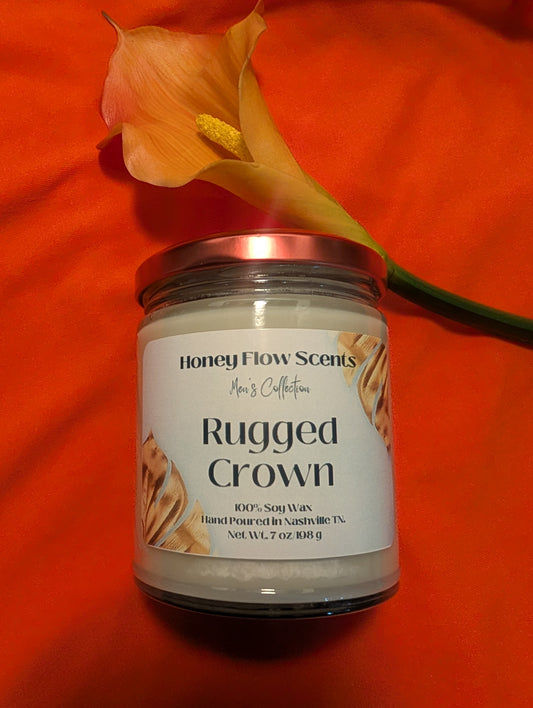 Honey Flow Scents
Men's Collection
Rugged
Crown
100% Soy Wax
Hand Poured in Nashville TN.
Net Wt. 7 oz/198 g